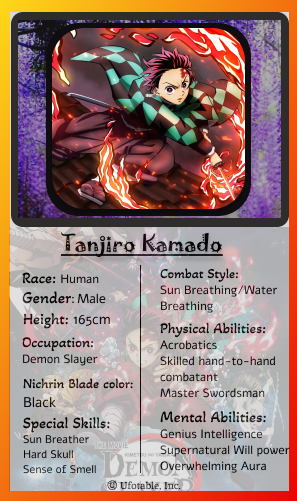 Tanjiro Kamado
Race: Human
Gender: Male
Height: 165cm
Occupation:
Demon Slayer
Nichrin Blade color:
Black
Special Skills:
Sun Breather
Hard Skull
Sense of Smell
Combat Style:
Sun Breathing/Water
Breathing
Physical Abilities:
Acrobatics
Skilled hand-to-hand
combatant
Master Swordsman
Mental Abilities:
Genius Intelligence
Supernatural Will power
Overwhelming Aura
© Ufotable, Inc.